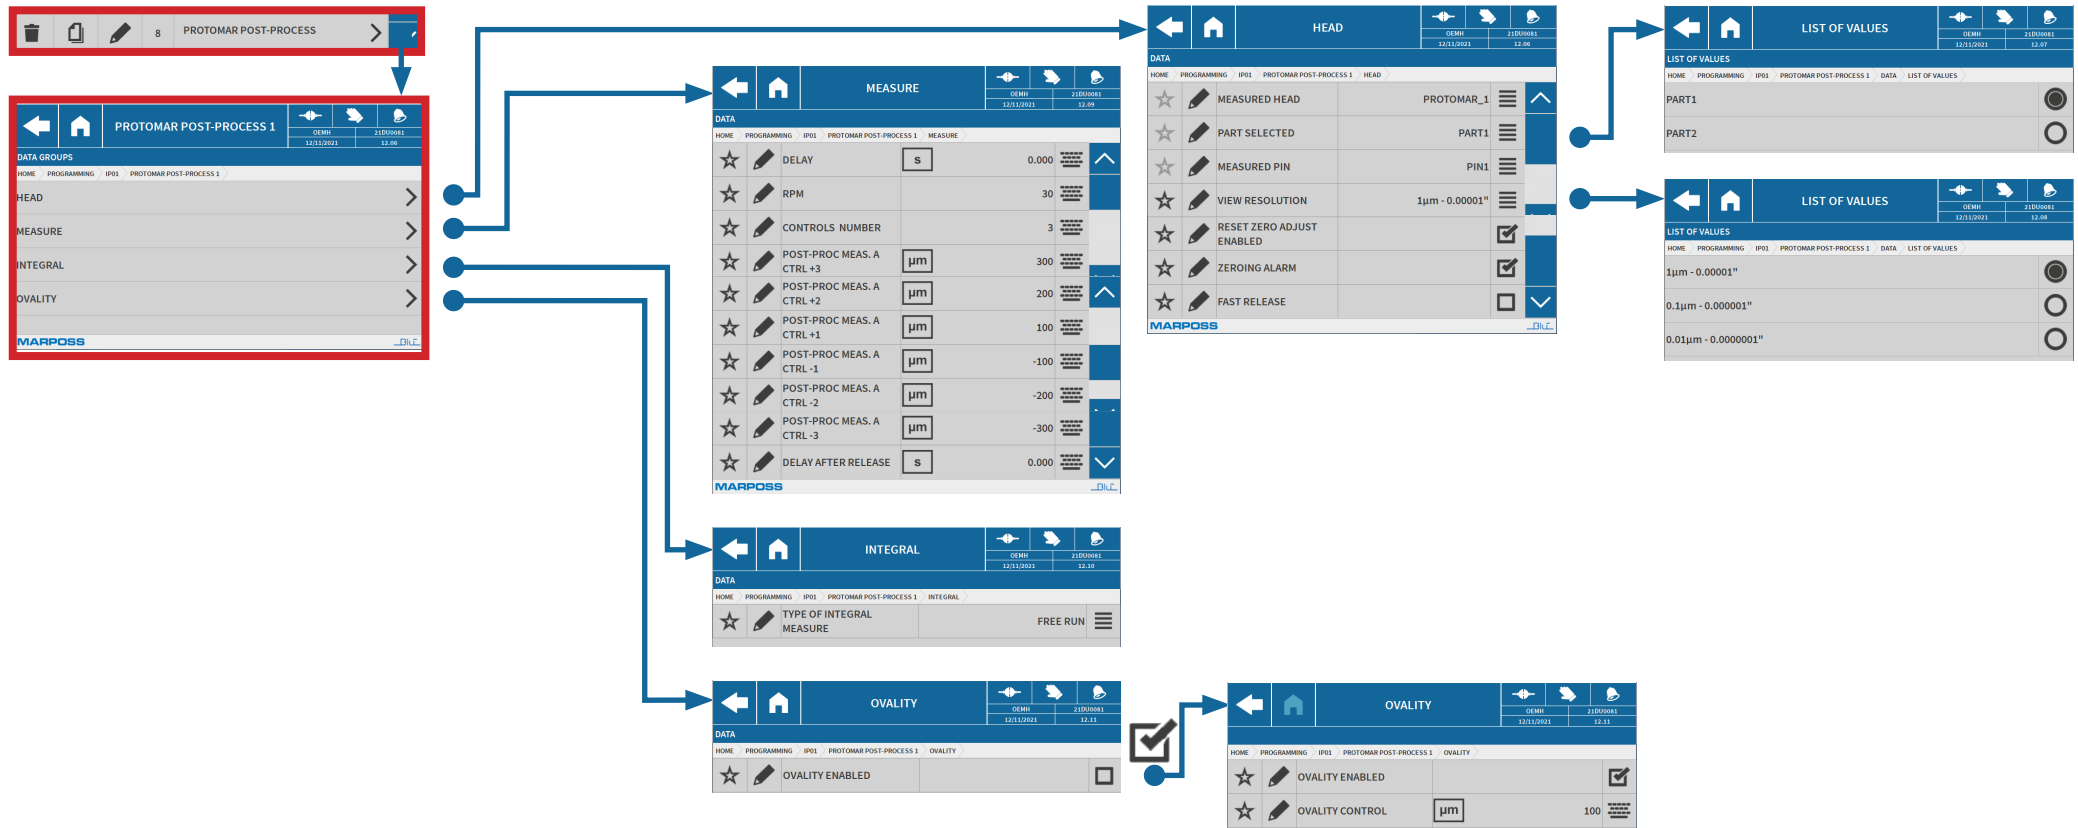 8 PROTOMAR POST-PROCESS
PROTOMAR POST-PROCESS 1
OEMH 21DU0081
12/11/2021 12.06
DATA GROUPS
HOME PROGRAMMING IP01 PROTOMAR POST-PROCESS 1
HEAD
MEASURE
INTEGRAL
OVALITY
MARPOSS BLÚ
MEASURE
OEMH 21DU0081
12/11/2021 12.09
DATA
HOME PROGRAMMING IP01 PROTOMAR POST-PROCESS 1 MEASURE
DELAY s 0.000
RPM 30
CONTROLS NUMBER 3
POST-PROC MEAS. A
CTRL +3 µm 300
POST-PROC MEAS. A
CTRL +2 µm 200
POST-PROC MEAS. A
CTRL +1 µm 100
POST-PROC MEAS. A
CTRL -1 µm -100
POST-PROC MEAS. A
CTRL -2 µm -200
POST-PROC MEAS. A
CTRL -3 µm -300
DELAY AFTER RELEASE s 0.000
MARPOSS BLÚ
INTEGRAL
OEMH 21DU0081
12/11/2021 12.10
DATA
HOME PROGRAMMING IP01 PROTOMAR POST-PROCESS 1 INTEGRAL
TYPE OF INTEGRAL
MEASURE FREE RUN
OVALITY
OEMH 21DU0081
12/11/2021 12.11
DATA
HOME PROGRAMMING IP01 PROTOMAR POST-PROCESS 1 OVALITY
OVALITY ENABLED
OVALITY
OEMH 21DU0081
12/11/2021 12.11
HOME PROGRAMMING IP01 PROTOMAR POST-PROCESS 1 OVALITY
OVALITY ENABLED
OVALITY CONTROL µm 100
HEAD
OEMH 21DU0081
12/11/2021 12.06
DATA
HOME PROGRAMMING IP01 PROTOMAR POST-PROCESS 1 HEAD
MEASURED HEAD PROTOMAR_1
PART SELECTED PART1
MEASURED PIN PIN1
VIEW RESOLUTION 1µm - 0.00001"
RESET ZERO ADJUST
ENABLED
ZEROING ALARM
FAST RELEASE
MARPOSS BLÚ
LIST OF VALUES
OEMH 21DU0081
12/11/2021 12.07
LIST OF VALUES
HOME PROGRAMMING IP01 PROTOMAR POST-PROCESS 1 DATA LIST OF VALUES
PART1
PART2
LIST OF VALUES
OEMH 21DU0081
12/11/2021 12.08
LIST OF VALUES
HOME PROGRAMMING IP01 PROTOMAR POST-PROCESS 1 DATA LIST OF VALUES
1µm - 0.00001"
0.1µm - 0.000001"
0.01µm - 0.0000001"